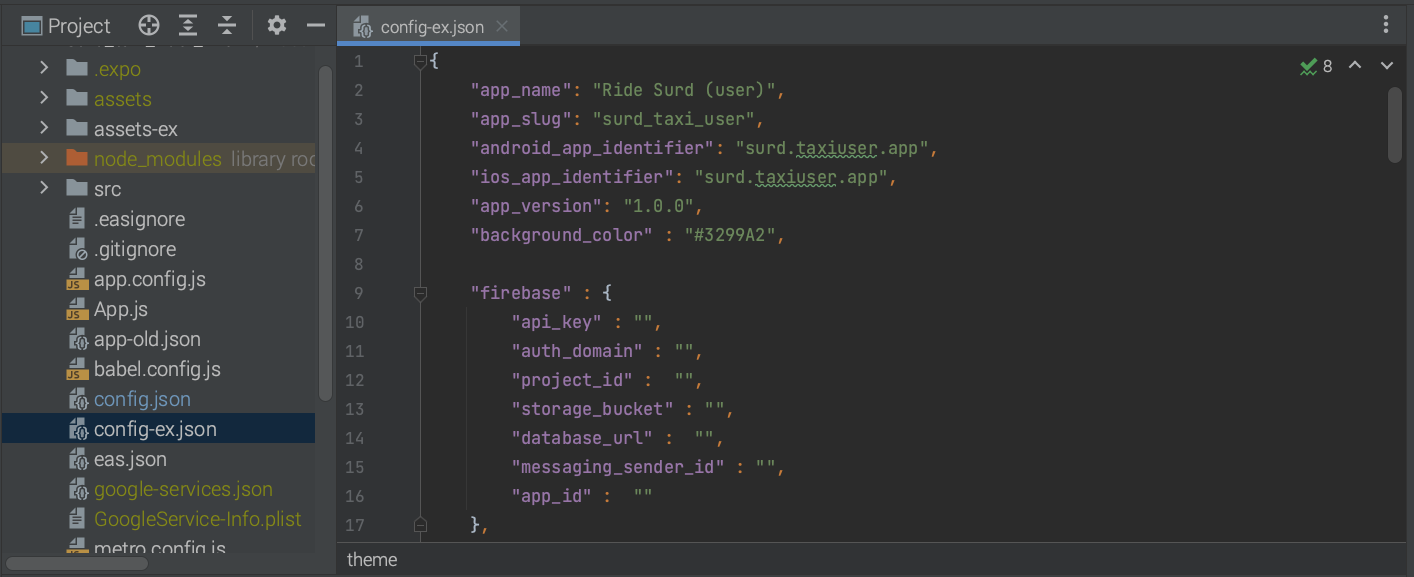 Project
.expo
assets
assets-ex
node_modules library roo
src
.easignore
.gitignore
app.config.js
App.js
app-old.json
babel.config.js
config.json
config-ex.json
eas.json
google-services.json
GoogleService-Info.plist
metro.config.js
config-ex.json
8
1 {
2 "app_name": "Ride Surd (user)",
3 "app_slug": "surd_taxi_user",
4 "android_app_identifier": "surd.taxiuser.app",
5 "ios_app_identifier": "surd.taxiuser.app",
6 "app_version": "1.0.0",
7 "background_color" : "#3299A2",
8
9 "firebase" : {
10 "api_key" : "",
11 "auth_domain" : "",
12 "project_id" :  "",
13 "storage_bucket" : "",
14 "database_url" :  "",
15 "messaging_sender_id" : "",
16 "app_id" :  ""
17 },
theme